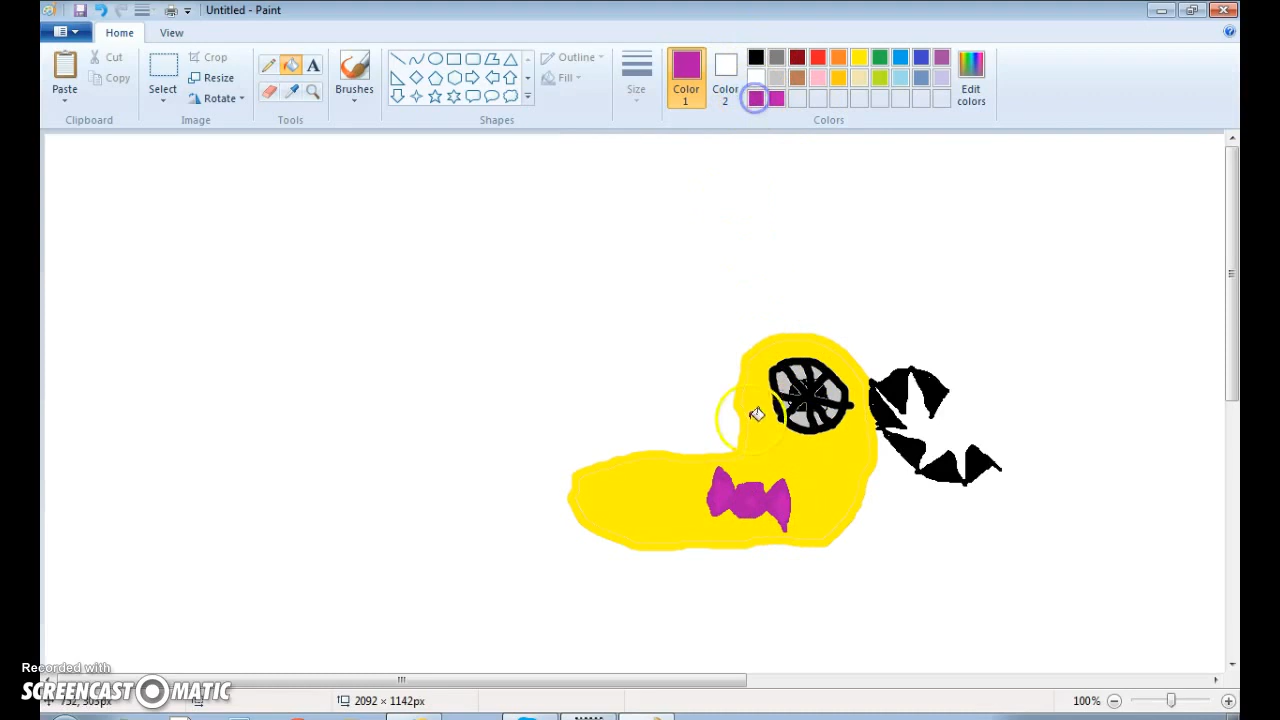 Untitled - Paint
Home View
Paste
Cut
Copy
Clipboard
Select
Crop
Resize
Rotate
Image
A
Tools
Brushes
Shapes
Outline
Fill
Size
Color 1
Color 2
Edit colors
Colors
Recorded with
SCREENCAST-O-MATIC
2092 × 1142px
100%